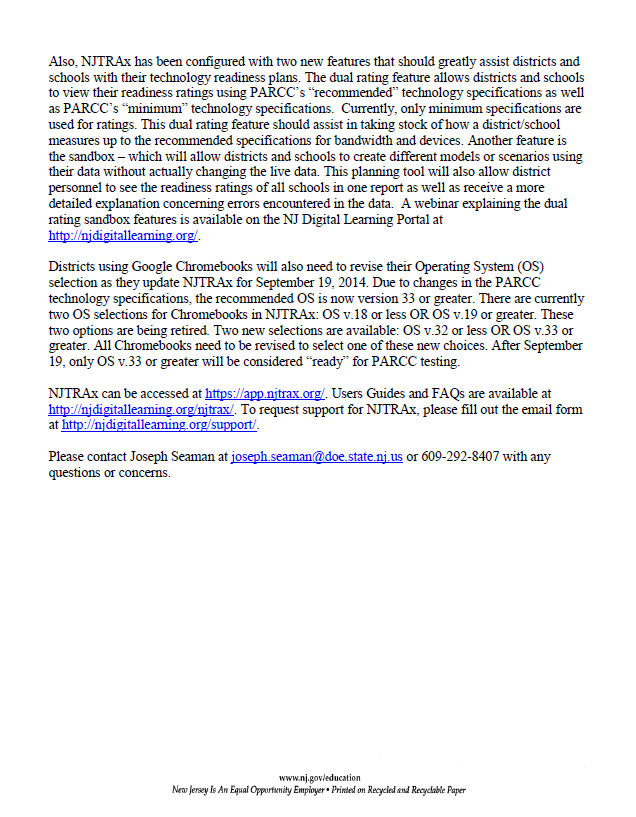 Also, NJTRAx has been configured with two new features that should greatly assist districts and
schools with their technology readiness plans. The dual rating feature allows districts and schools
to view their readiness ratings using PARCC’s “recommended” technology specifications as well
as PARCC’s “minimum” technology specifications.  Currently, only minimum specifications are
used for ratings. This dual rating feature should assist in taking stock of how a district/school
measures up to the recommended specifications for bandwidth and devices. Another feature is
the sandbox – which will allow districts and schools to create different models or scenarios using
their data without actually changing the live data. This planning tool will also allow district
personnel to see the readiness ratings of all schools in one report as well as receive a more
detailed explanation concerning errors encountered in the data.  A webinar explaining the dual
rating sandbox features is available on the NJ Digital Learning Portal at
http://njdigitallearning.org/.
Districts using Google Chromebooks will also need to revise their Operating System (OS)
selection as they update NJTRAx for September 19, 2014. Due to changes in the PARCC
technology specifications, the recommended OS is now version 33 or greater. There are currently
two OS selections for Chromebooks in NJTRAx: OS v.18 or less OR OS v.19 or greater. These
two options are being retired. Two new selections are available: OS v.32 or less OR OS v.33 or
greater. All Chromebooks need to be revised to select one of these new choices. After September
19, only OS v.33 or greater will be considered “ready” for PARCC testing.
NJTRAx can be accessed at https://app.njtrax.org/. Users Guides and FAQs are available at
http://njdigitallearning.org/njtrax/. To request support for NJTRAx, please fill out the email form
at http://njdigitallearning.org/support/.
Please contact Joseph Seaman at joseph.seaman@doe.state.nj.us or 609-292-8407 with any
questions or concerns.
www.nj.gov/education
New Jersey Is An Equal Opportunity Employer • Printed on Recycled and Recyclable Paper